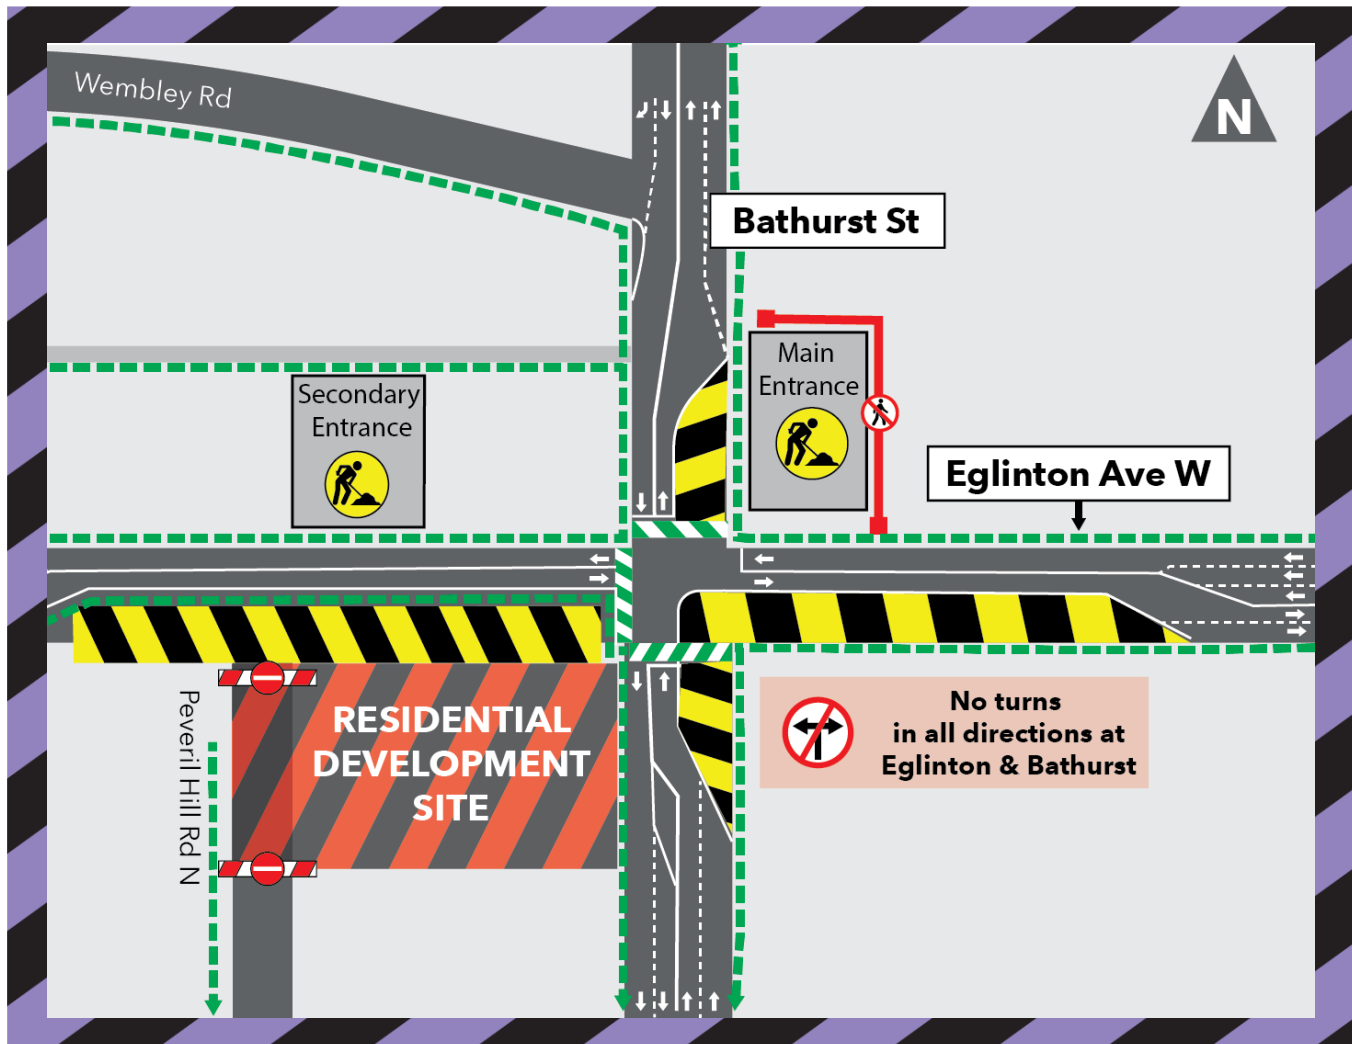 Wembley Rd
N
Bathurst St
Main
Entrance
Secondary
Entrance
Eglinton Ave W
Peveril Hill Rd N
RESIDENTIAL
DEVELOPMENT
SITE
No turns
in all directions at
Eglinton & Bathurst